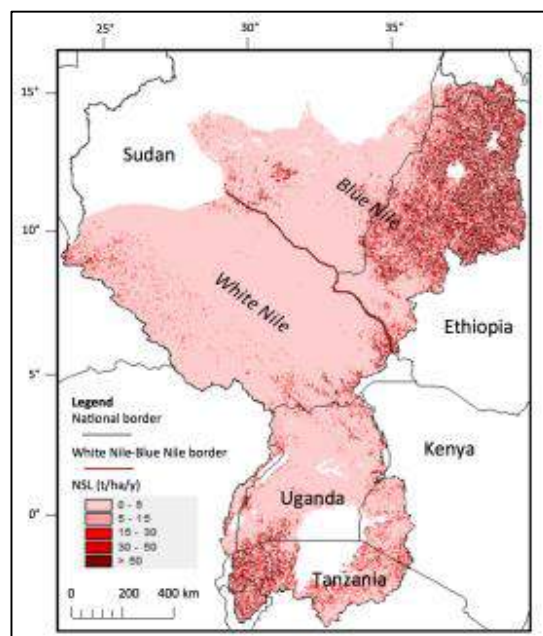 25° 30° 35°
15°
Sudan
Blue Nile
10°
White Nile
Ethiopia
5°
Legend
National border
Kenya
White Nile-Blue Nile border
NSL (t/ha/y)
Uganda
0 - 5
0°
5 - 15
15 - 30
30 - 50
> 50
Tanzania
0 200 400 km